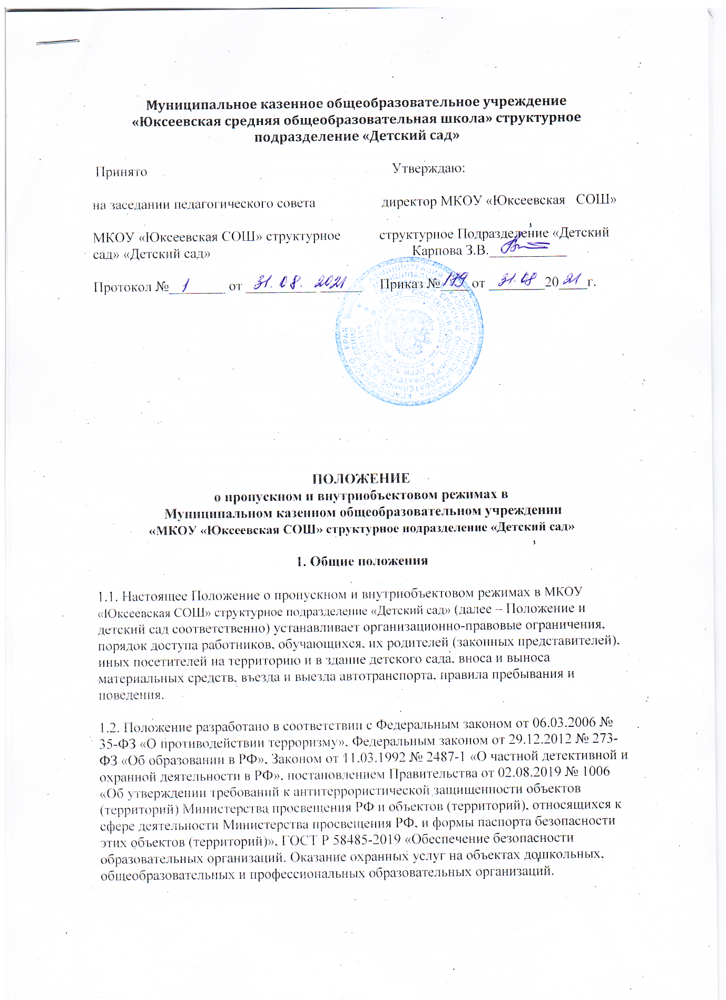 Муниципальное казенное общеобразовательное учреждение
«Юксеевская средняя общеобразовательная школа» структурное
подразделение «Детский сад»
Принято
на заседании педагогического совета
МКОУ «Юксеевская СОШ» структурное
сад» «Детский сад»
Протокол № 1 от 31.08. 2021
Утверждаю:
директор МКОУ «Юксеевская СОШ»
структурное Подразделение «Детский
Карпова З.В.
Приказ № 179 от 31.08 2021 г.
ПОЛОЖЕНИЕ
о пропускном и внутриобъектовом режимах в
Муниципальном казенном общеобразовательном учреждении
«МКОУ «Юксеевская СОШ» структурное подразделение «Детский сад»
1. Общие положения
1.1. Настоящее Положение о пропускном и внутриобъектовом режимах в МКОУ
«Юксеевская СОШ» структурное подразделение «Детский сад» (далее – Положение и
детский сад соответственно) устанавливает организационно-правовые ограничения,
порядок доступа работников, обучающихся, их родителей (законных представителей),
иных посетителей на территорию и в здание детского сада, вноса и выноса
материальных средств, въезда и выезда автотранспорта, правила пребывания и
поведения.
1.2. Положение разработано в соответствии с Федеральным законом от 06.03.2006 №
35-ФЗ «О противодействии терроризму», Федеральным законом от 29.12.2012 № 273-
ФЗ «Об образовании в РФ», Законом от 11.03.1992 № 2487-1 «О частной детективной и
охранной деятельности в РФ», постановлением Правительства от 02.08.2019 № 1006
«Об утверждении требований к антитеррористической защищенности объектов
(территорий) Министерства просвещения РФ и объектов (территорий), относящихся к
сфере деятельности Министерства просвещения РФ, и формы паспорта безопасности
этих объектов (территорий)», ГОСТ Р 58485-2019 «Обеспечение безопасности
образовательных организаций. Оказание охранных услуг на объектах дошкольных,
общеобразовательных и профессиональных образовательных организаций.